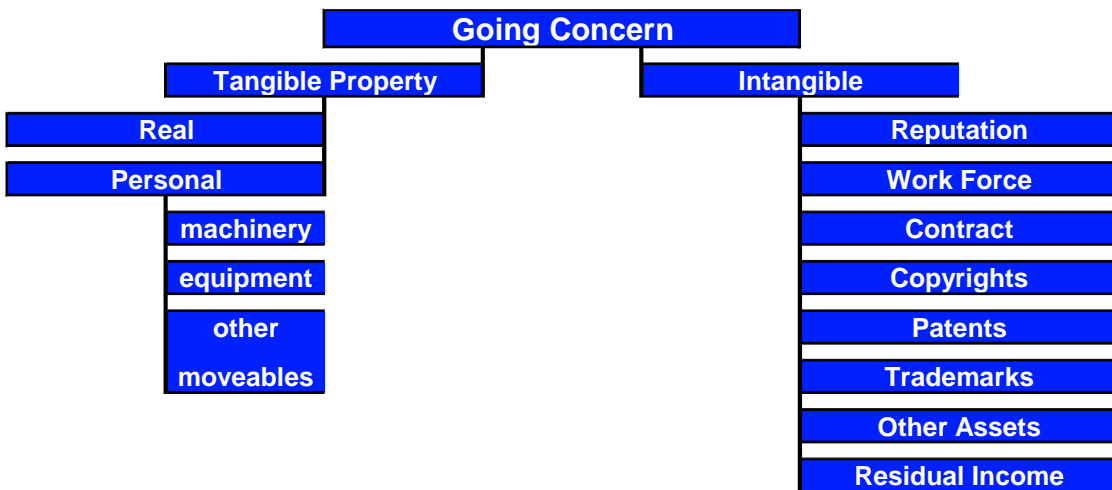 Going Concern
Tangible Property
Intangible
Real
Reputation
Personal
Work Force
machinery
Contract
equipment
Copyrights
other
Patents
moveables
Trademarks
Other Assets
Residual Income